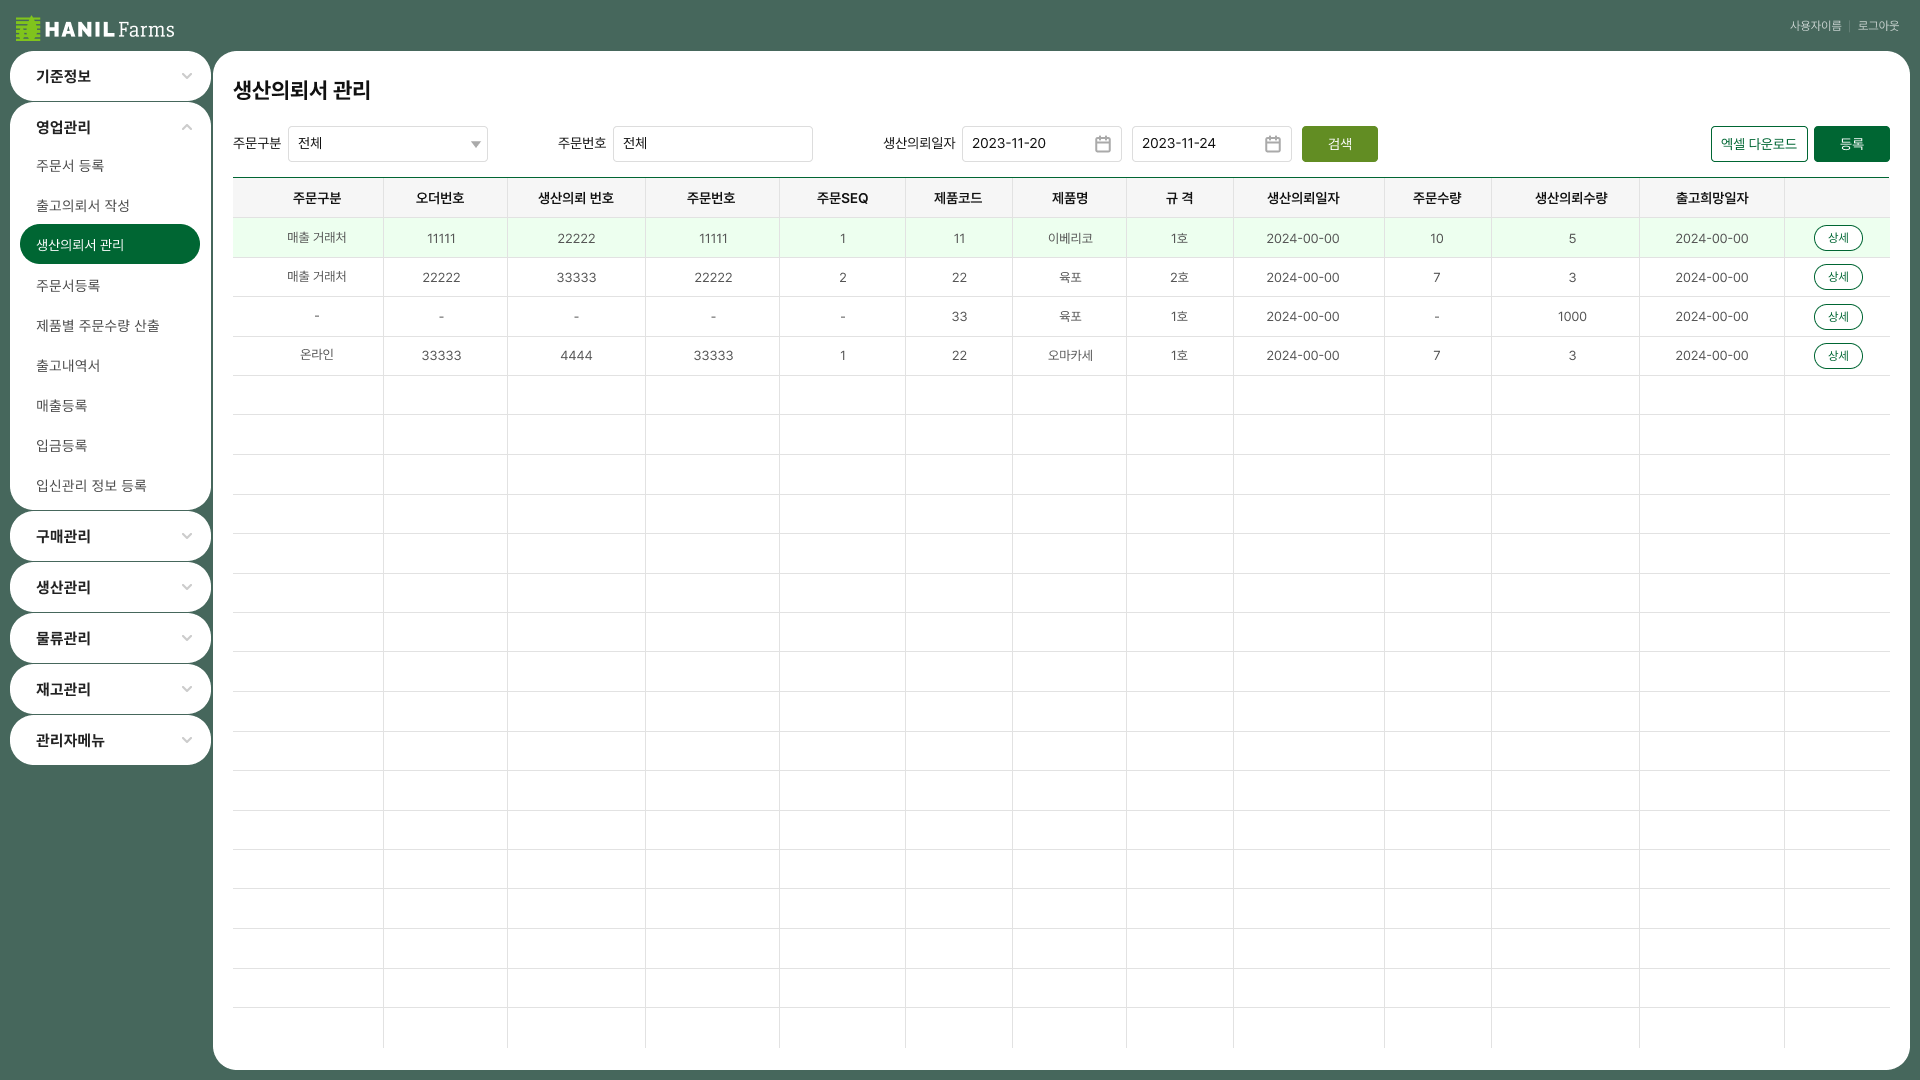 HANIL Farms
사용자이름 로그아웃
기준정보
영업관리
주문서 등록
출고의뢰서 작성
생산의뢰서 관리
주문서등록
제품별 주문수량 산출
출고내역서
매출등록
입금등록
입신관리 정보 등록
구매관리
생산관리
물류관리
재고관리
관리자메뉴
생산의뢰서 관리
주문구분 전체 주문번호 전체 생산의뢰일자 2023-11-20 2023-11-24 검색 엑셀 다운로드 등록
주문구분 오더번호 생산의뢰 번호 주문번호 주문SEQ 제품코드 제품명 규 격 생산의뢰일자 주문수량 생산의뢰수량 출고희망일자
매출 거래처 11111 22222 11111 1 11 이베리코 1호 2024-00-00 10 5 2024-00-00 상세
매출 거래처 22222 33333 22222 2 22 육포 2호 2024-00-00 7 3 2024-00-00 상세
- - - - - 33 육포 1호 2024-00-00 - 1000 2024-00-00 상세
온라인 33333 4444 33333 1 22 오마카세 1호 2024-00-00 7 3 2024-00-00 상세